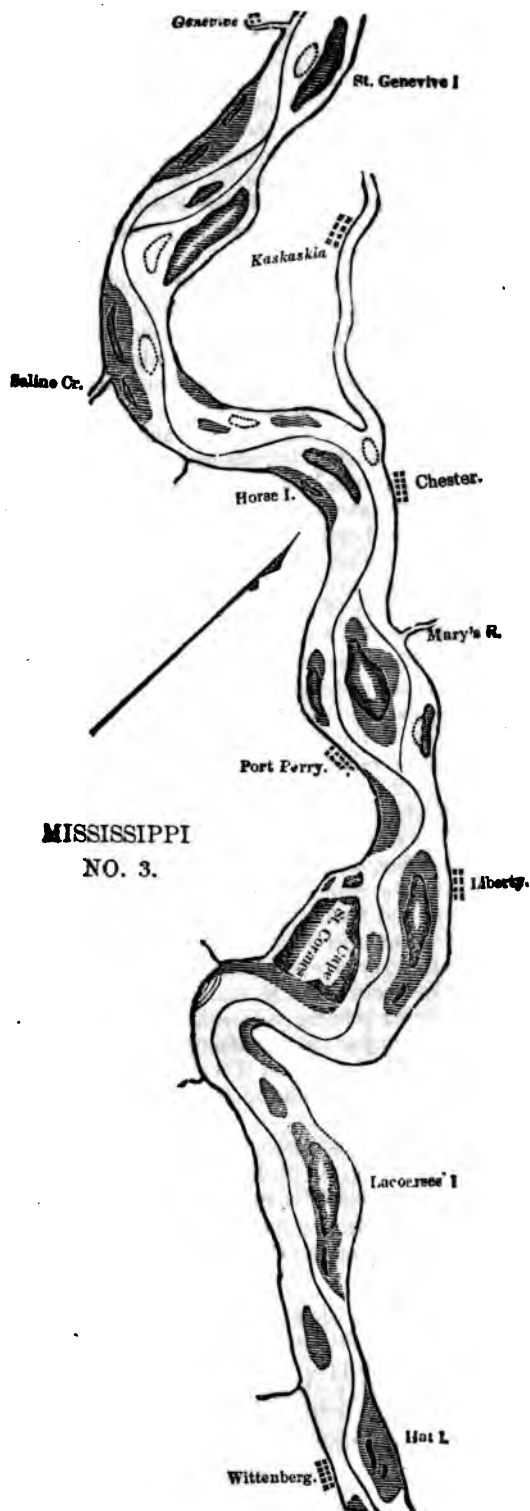 Genevive
St. Genevive I
Kaskaskia
Saline Cr.
Chester.
Horse I.
Mary's R.
Port Perry.
MISSISSIPPI
NO. 3.
Liberty.
Cape
St. Cormes
Lacoerses' I
Hat I.
Wittenberg.